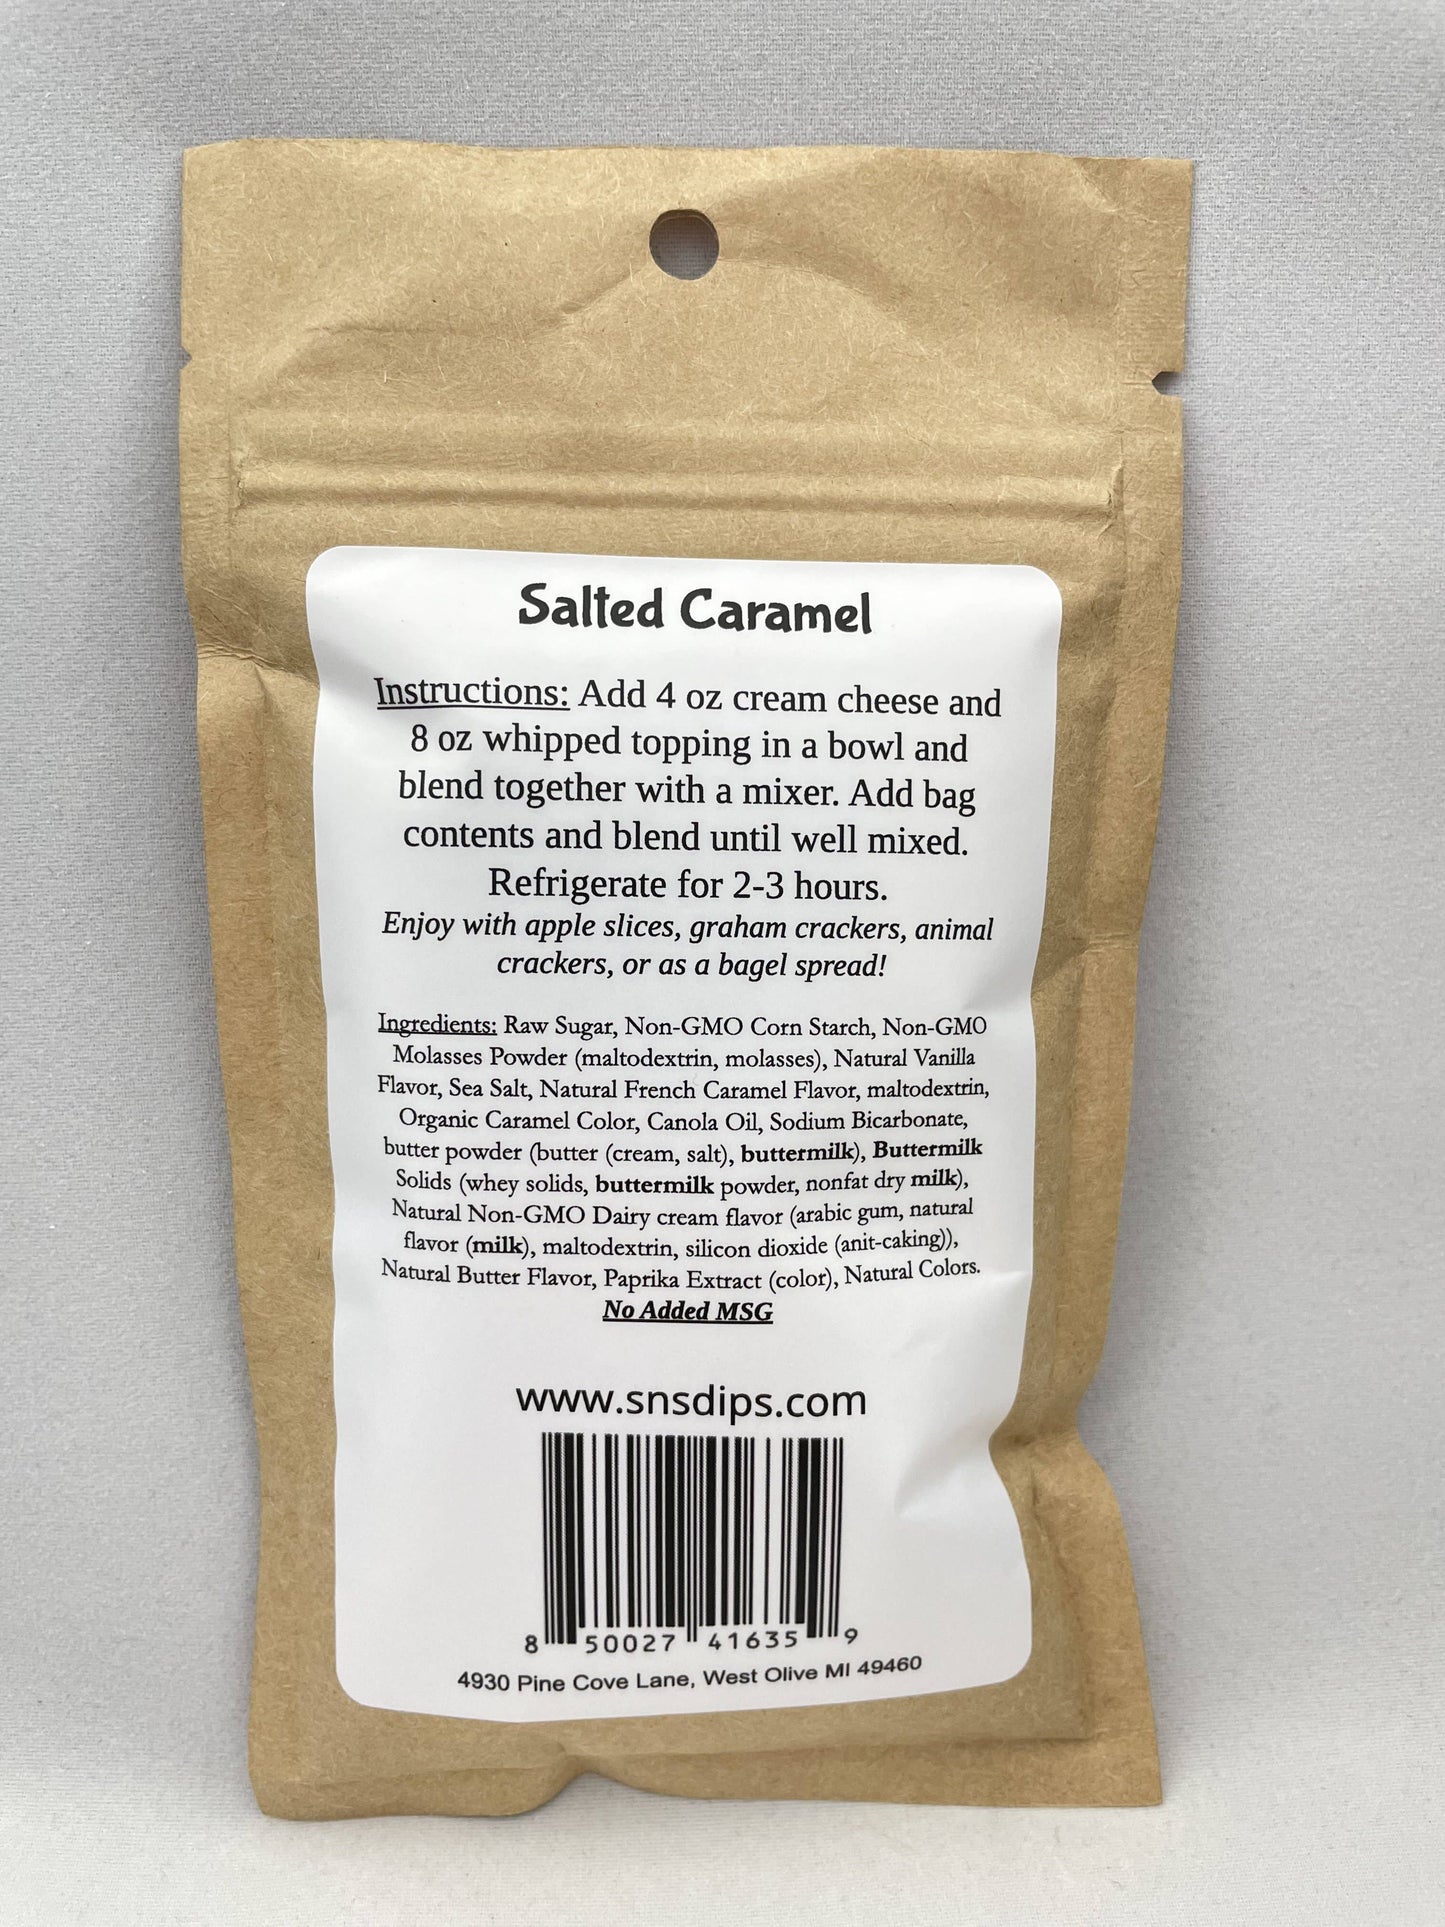 Salted Caramel
Instructions: Add 4 oz cream cheese and
8 oz whipped topping in a bowl and
blend together with a mixer. Add bag
contents and blend until well mixed.
Refrigerate for 2-3 hours.
Enjoy with apple slices, graham crackers, animal
crackers, or as a bagel spread!
Ingredients: Raw Sugar, Non-GMO Corn Starch, Non-GMO
Molasses Powder (maltodextrin, molasses), Natural Vanilla
Flavor, Sea Salt, Natural French Caramel Flavor, maltodextrin,
Organic Caramel Color, Canola Oil, Sodium Bicarbonate,
butter powder (butter (cream, salt), buttermilk), Buttermilk
Solids (whey solids, buttermilk powder, nonfat dry milk),
Natural Non-GMO Dairy cream flavor (arabic gum, natural
flavor (milk), maltodextrin, silicon dioxide (anit-caking)),
Natural Butter Flavor, Paprika Extract (color), Natural Colors.
No Added MSG
www.snsdips.com
8 50027 41635 9
4930 Pine Cove Lane, West Olive MI 49460